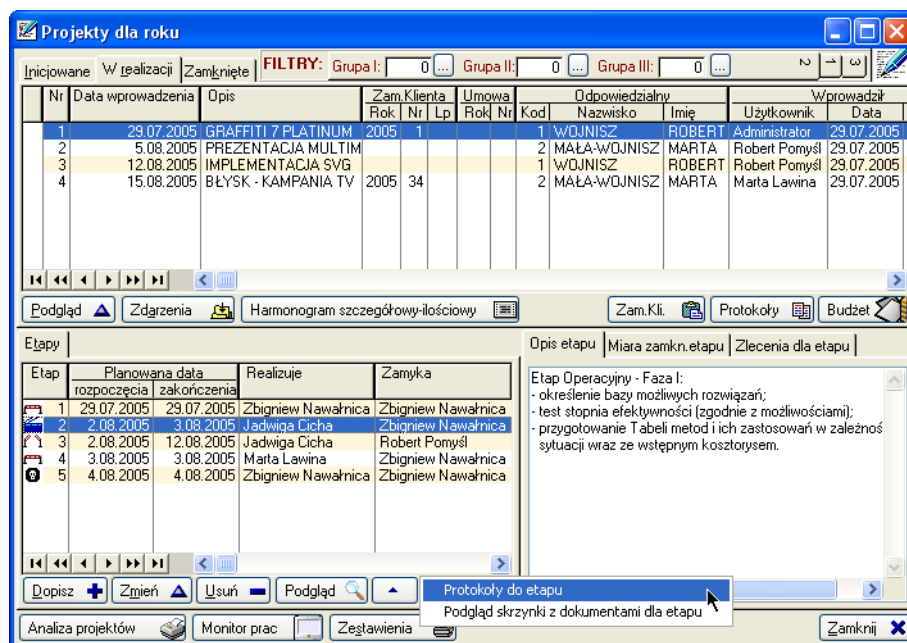 Projekty dla roku
Inicjowane W realizacji Zamknięte FILTRY: Grupa I: 0 ... Grupa II: 0 ... Grupa III: 0 ... 2 1 3
Nr Data wprowadzenia Opis Zam.Klienta Umowa Odpowiedzialny Wprowadził
Rok Nr Lp Rok Nr Kod Nazwisko Imię Użytkownik Data
1 29.07.2005 GRAFFITI 7 PLATINUM 2005 1 1 WOJNISZ ROBERT Administrator 29.07.2005
2 5.08.2005 PREZENTACJA MULTIM 2 MAŁA-WOJNISZ MARTA Robert Pomyśl 29.07.2005
3 12.08.2005 IMPLEMENTACJA SVG 1 WOJNISZ ROBERT Robert Pomyśl 29.07.2005
4 15.08.2005 BŁYSK - KAMPANIA TV 2005 34 2 MAŁA-WOJNISZ MARTA Marta Lawina 29.07.2005
Podgląd Zdarzenia Harmonogram szczegółowy-ilościowy Zam.Kli. Protokoły Budżet
Etapy Opis etapu Miara zamkn.etapu Zlecenia dla etapu
Etap Planowana data Realizuje Zamyka
rozpoczęcia zakończenia
1 29.07.2005 29.07.2005 Zbigniew Nawałnica Zbigniew Nawałnica
2 2.08.2005 3.08.2005 Jadwiga Cicha Zbigniew Nawałnica
3 2.08.2005 12.08.2005 Jadwiga Cicha Robert Pomyśl
4 3.08.2005 3.08.2005 Marta Lawina Zbigniew Nawałnica
5 4.08.2005 4.08.2005 Zbigniew Nawałnica Zbigniew Nawałnica
Etap Operacyjny - Faza I:
- określenie bazy możliwych rozwiązań;
- test stopnia efektywności (zgodnie z możliwościami);
- przygotowanie Tabeli metod i ich zastosowań w zależnoś
sytuacji wraz ze wstępnym kosztorysem.
Dopisz Zmień Usuń Podgląd
Protokoły do etapu
Podgląd skrzynki z dokumentami dla etapu
Analiza projektów Monitor prac Zestawienia Zamknij